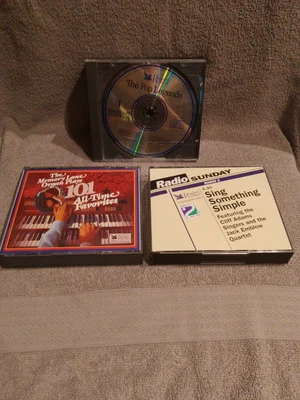 The Pop Legends
The Memory Lane
Organ Plays
101
All-Time
Favorites
Radio SUNDAY
Sing
Something
Simple
Featuring the
Cliff Adams
Singers and the
Jack Emblow
Quartet